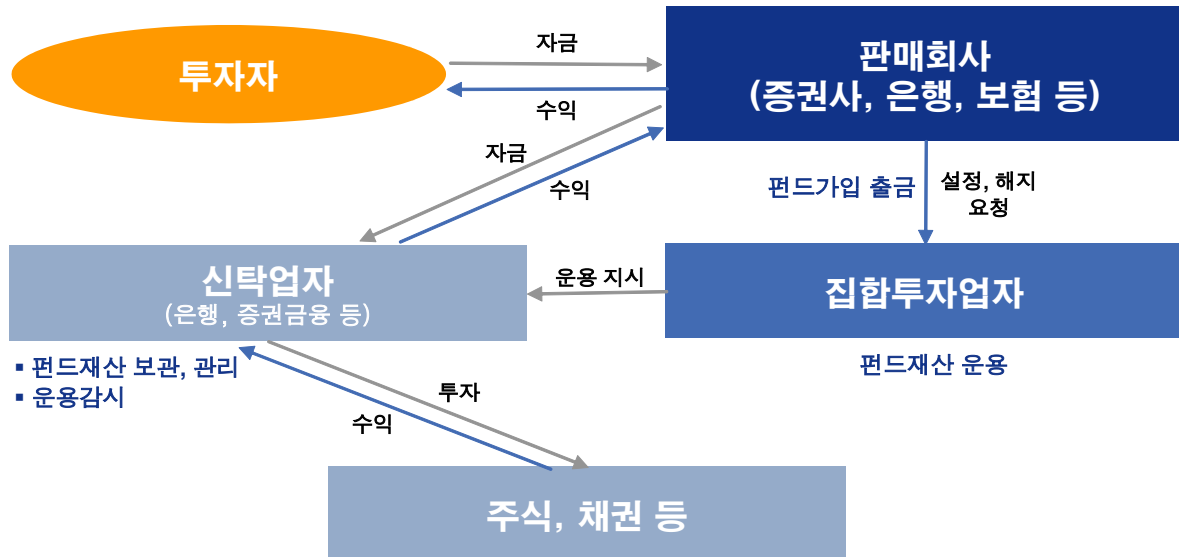 투자자
자금
수익
판매회사
(증권사, 은행, 보험 등)
자금
수익
펀드가입 출금
설정, 해지
요청
신탁업자
(은행, 증권금융 등)
운용 지시
집합투자업자
▪ 펀드재산 보관, 관리
▪ 운용감시
펀드재산 운용
투자
수익
주식, 채권 등